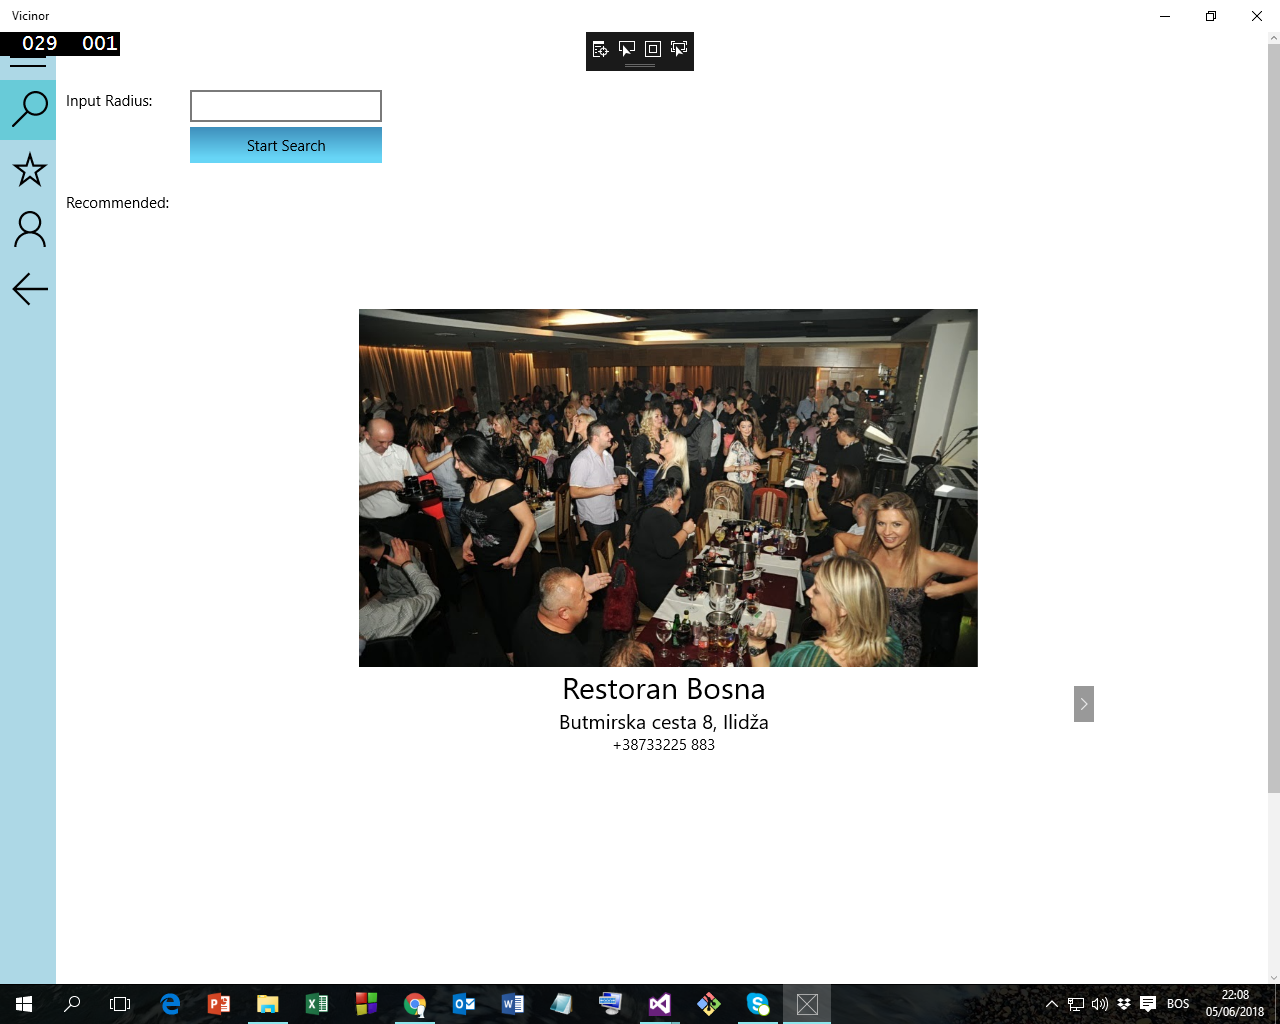 Vicinor
029 001
Input Radius:
Start Search
Recommended:
Restoran Bosna
Butmirska cesta 8, Ilidža
+38733225 883
BOS
22:08
05/06/2018